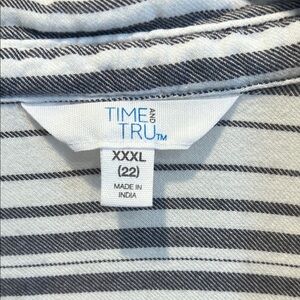 TIME AND
TRU TM
XXXL
(22)
MADE IN
INDIA